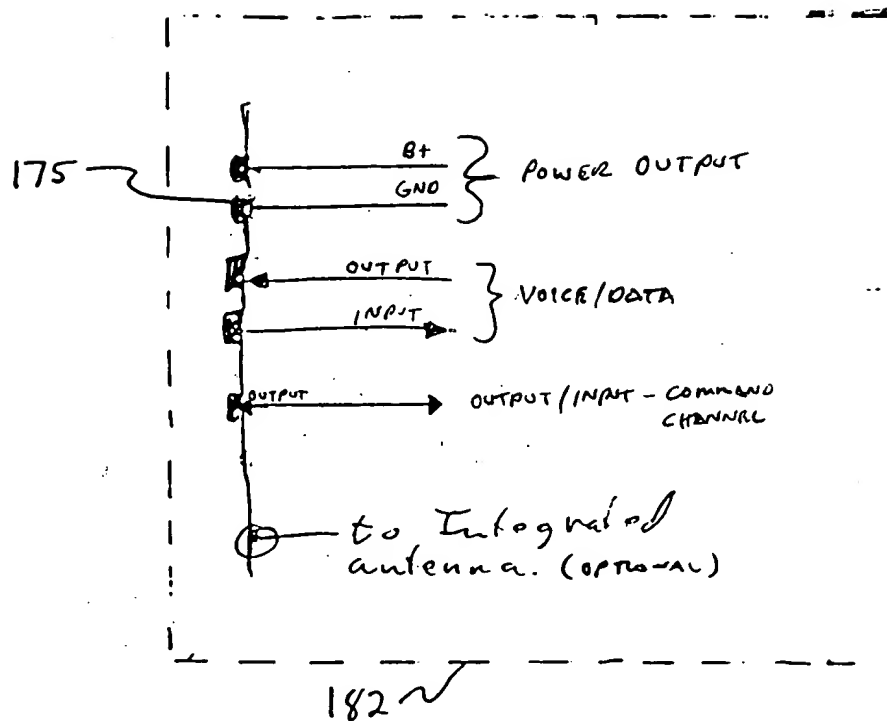 175
B+
GND
POWER OUTPUT
OUTPUT
INPUT
VOICE/DATA
OUTPUT
OUTPUT/INPUT - COMMAND
CHANNEL
to Integrated
antenna. (OPTIONAL)
182